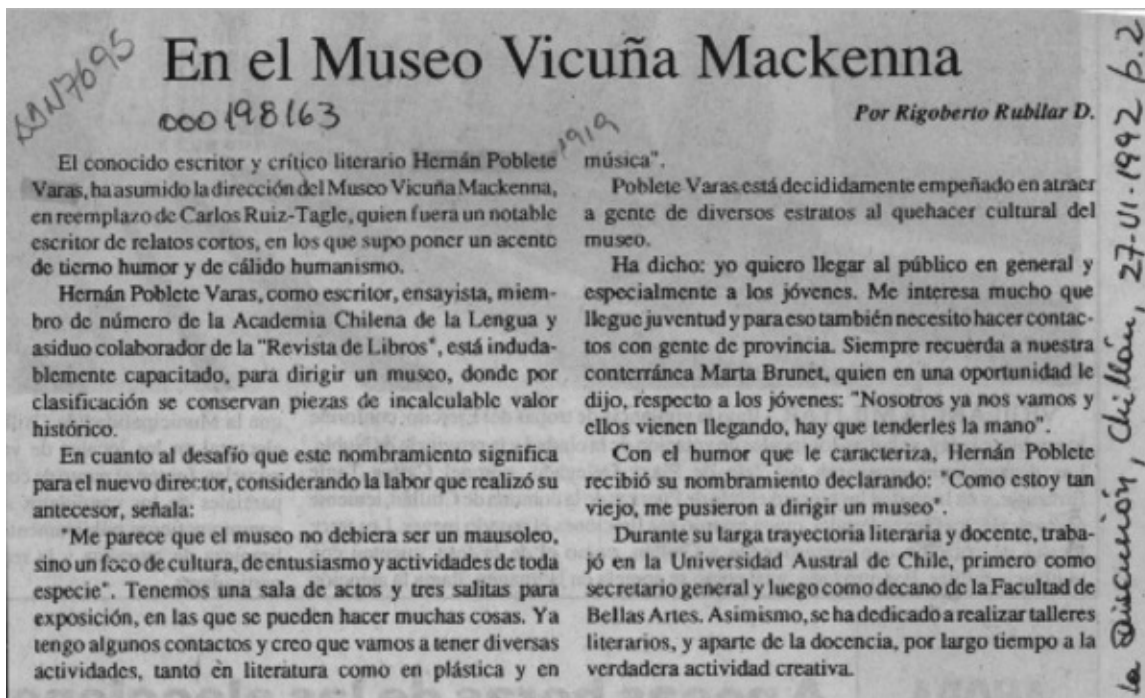 En el Museo Vicuña Mackenna
000198163
Por Rigoberto Rubilar D.
1919
El conocido escritor y crítico literario Hernán Poblete
Varas, ha asumido la dirección del Museo Vicuña Mackenna,
en reemplazo de Carlos Ruiz-Tagle, quien fuera un notable
escritor de relatos cortos, en los que supo poner un acento
de tierno humor y de cálido humanismo.
Hernán Poblete Varas, como escritor, ensayista, miem-
bro de número de la Academia Chilena de la Lengua y
asiduo colaborador de la "Revista de Libros", está induda-
blemente capacitado, para dirigir un museo, donde por
clasificación se conservan piezas de incalculable valor
histórico.
En cuanto al desafío que este nombramiento significa
para el nuevo director, considerando la labor que realizó su
antecesor, señala:
"Me parece que el museo no debiera ser un mausoleo,
sino un foco de cultura, de entusiasmo y actividades de toda
especie". Tenemos una sala de actos y tres salitas para
exposición, en las que se pueden hacer muchas cosas. Ya
tengo algunos contactos y creo que vamos a tener diversas
actividades, tanto en literatura como en plástica y en
música".
Poblete Varas está decididamente empeñado en atraer
a gente de diversos estratos al quehacer cultural del
museo.
Ha dicho: yo quiero llegar al público en general y
especialmente a los jóvenes. Me interesa mucho que
llegue juventud y para eso también necesito hacer contac-
tos con gente de provincia. Siempre recuerda a nuestra
conterránea Marta Brunet, quien en una oportunidad le
dijo, respecto a los jóvenes: "Nosotros ya nos vamos y
ellos vienen llegando, hay que tenderles la mano".
Con el humor que le caracteriza, Hernán Poblete
recibió su nombramiento declarando: "Como estoy tan
viejo, me pusieron a dirigir un museo".
Durante su larga trayectoria literaria y docente, traba-
jó en la Universidad Austral de Chile, primero como
secretario general y luego como decano de la Facultad de
Bellas Artes. Asimismo, se ha dedicado a realizar talleres
literarios, y aparte de la docencia, por largo tiempo a la
verdadera actividad creativa.
La Discusión, Chillán, 27-VI-1992 p.2